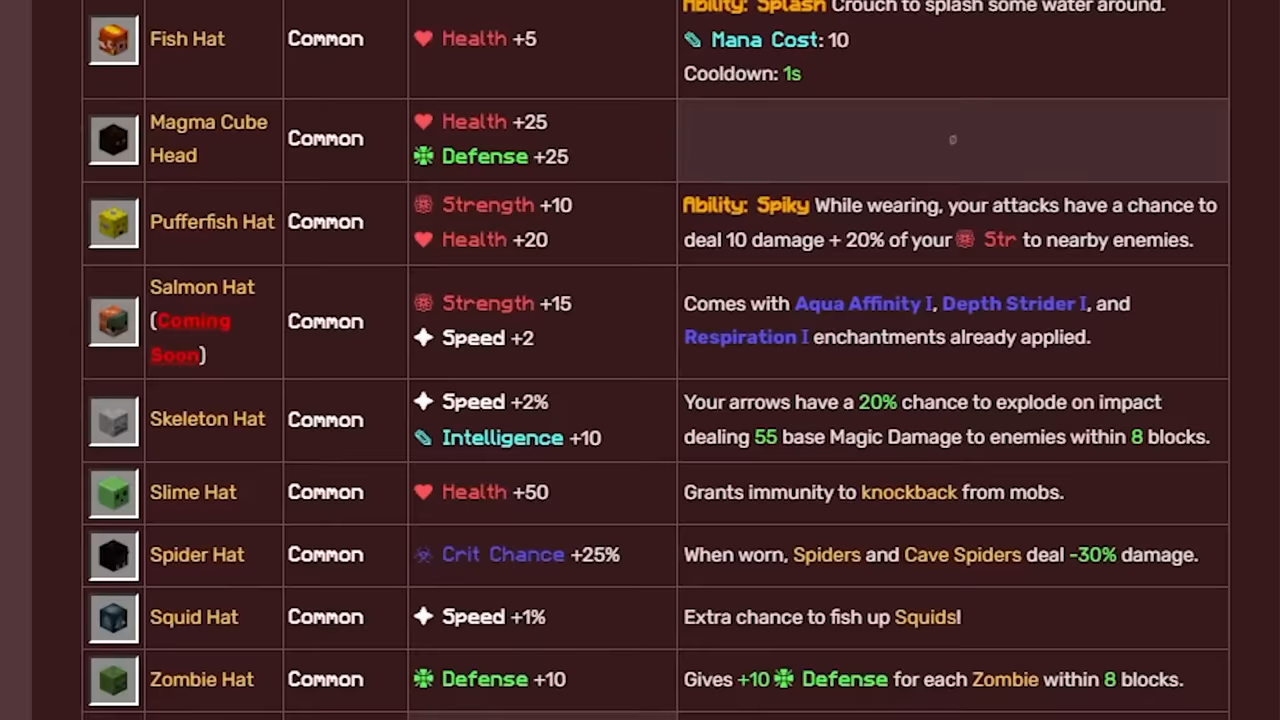 Ability: Splash Crouch to splash some water around.
Fish Hat
Common
Health +5
Mana Cost: 10
Cooldown: 1s
Magma Cube
Head
Common
Health +25
Defense +25
ø
Pufferfish Hat
Common
Strength +10
Health +20
Ability: Spiky While wearing, your attacks have a chance to
deal 10 damage + 20% of your Str to nearby enemies.
Salmon Hat
(Coming
Soon)
Common
Strength +15
Speed +2
Comes with Aqua Affinity I, Depth Strider I, and
Respiration I enchantments already applied.
Skeleton Hat
Common
Speed +2%
Intelligence +10
Your arrows have a 20% chance to explode on impact
dealing 55 base Magic Damage to enemies within 8 blocks.
Slime Hat
Common
Health +50
Grants immunity to knockback from mobs.
Spider Hat
Common
Crit Chance +25%
When worn, Spiders and Cave Spiders deal -30% damage.
Squid Hat
Common
Speed +1%
Extra chance to fish up Squids!
Zombie Hat
Common
Defense +10
Gives +10 Defense for each Zombie within 8 blocks.